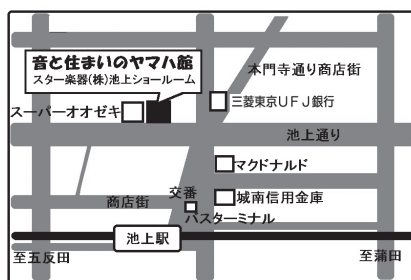 音と住まいのヤマハ館
スター楽器(株)池上ショールーム
本門寺通り商店街
スーパーオオゼキ
三菱東京UFJ銀行
池上通り
マクドナルド
交番
商店街
城南信用金庫
バスターミナル
池上駅
至五反田
至蒲田